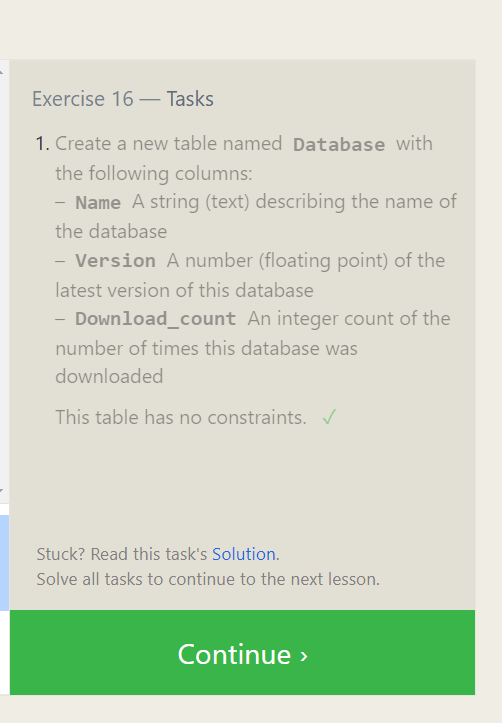 Exercise 16 — Tasks
1. Create a new table named Database with
the following columns:
– Name A string (text) describing the name of
the database
– Version A number (floating point) of the
latest version of this database
– Download_count An integer count of the
number of times this database was
downloaded
This table has no constraints. ✓
Stuck? Read this task's Solution.
Solve all tasks to continue to the next lesson.
Continue ›